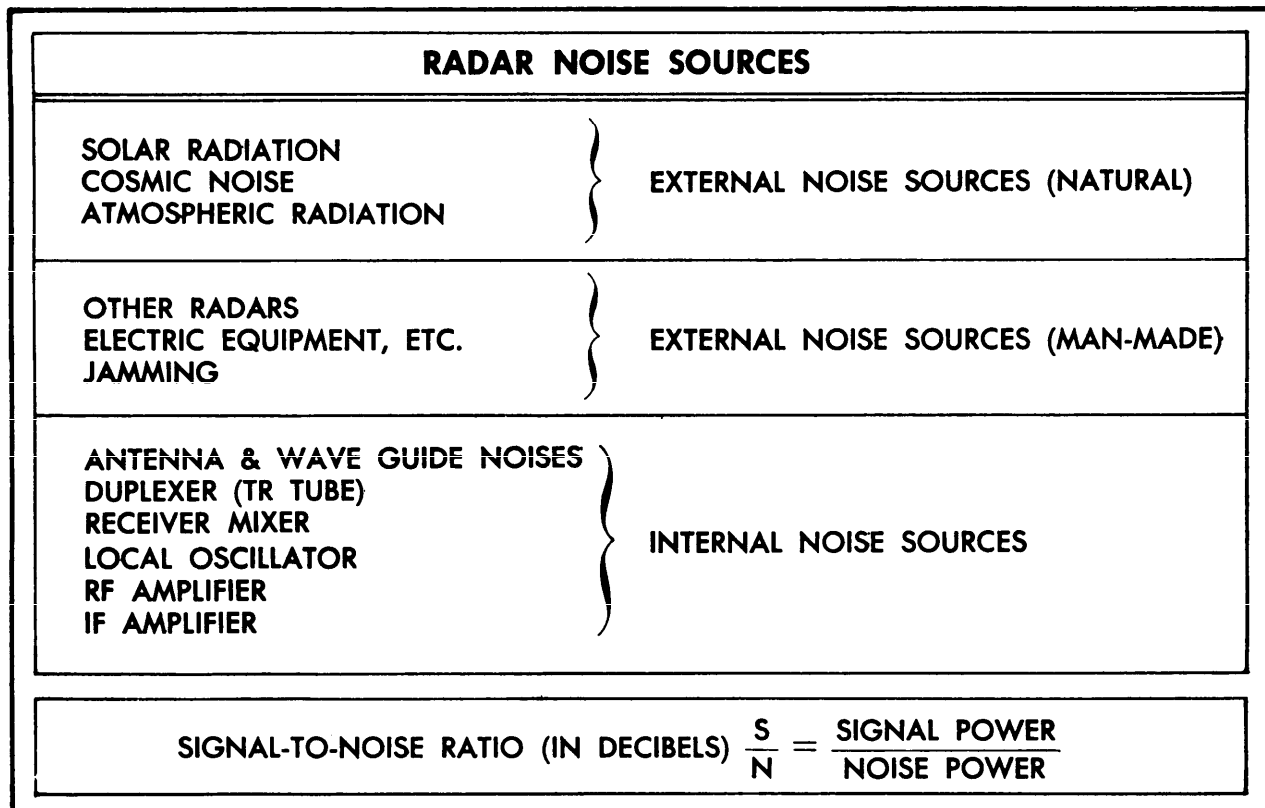 RADAR NOISE SOURCES
SOLAR RADIATION
COSMIC NOISE
ATMOSPHERIC RADIATION
EXTERNAL NOISE SOURCES (NATURAL)
OTHER RADARS
ELECTRIC EQUIPMENT, ETC.
JAMMING
EXTERNAL NOISE SOURCES (MAN-MADE)
ANTENNA & WAVE GUIDE NOISES
DUPLEXER (TR TUBE)
RECEIVER MIXER
LOCAL OSCILLATOR
RF AMPLIFIER
IF AMPLIFIER
INTERNAL NOISE SOURCES
SIGNAL-TO-NOISE RATIO (IN DECIBELS) S/N = SIGNAL POWER/NOISE POWER